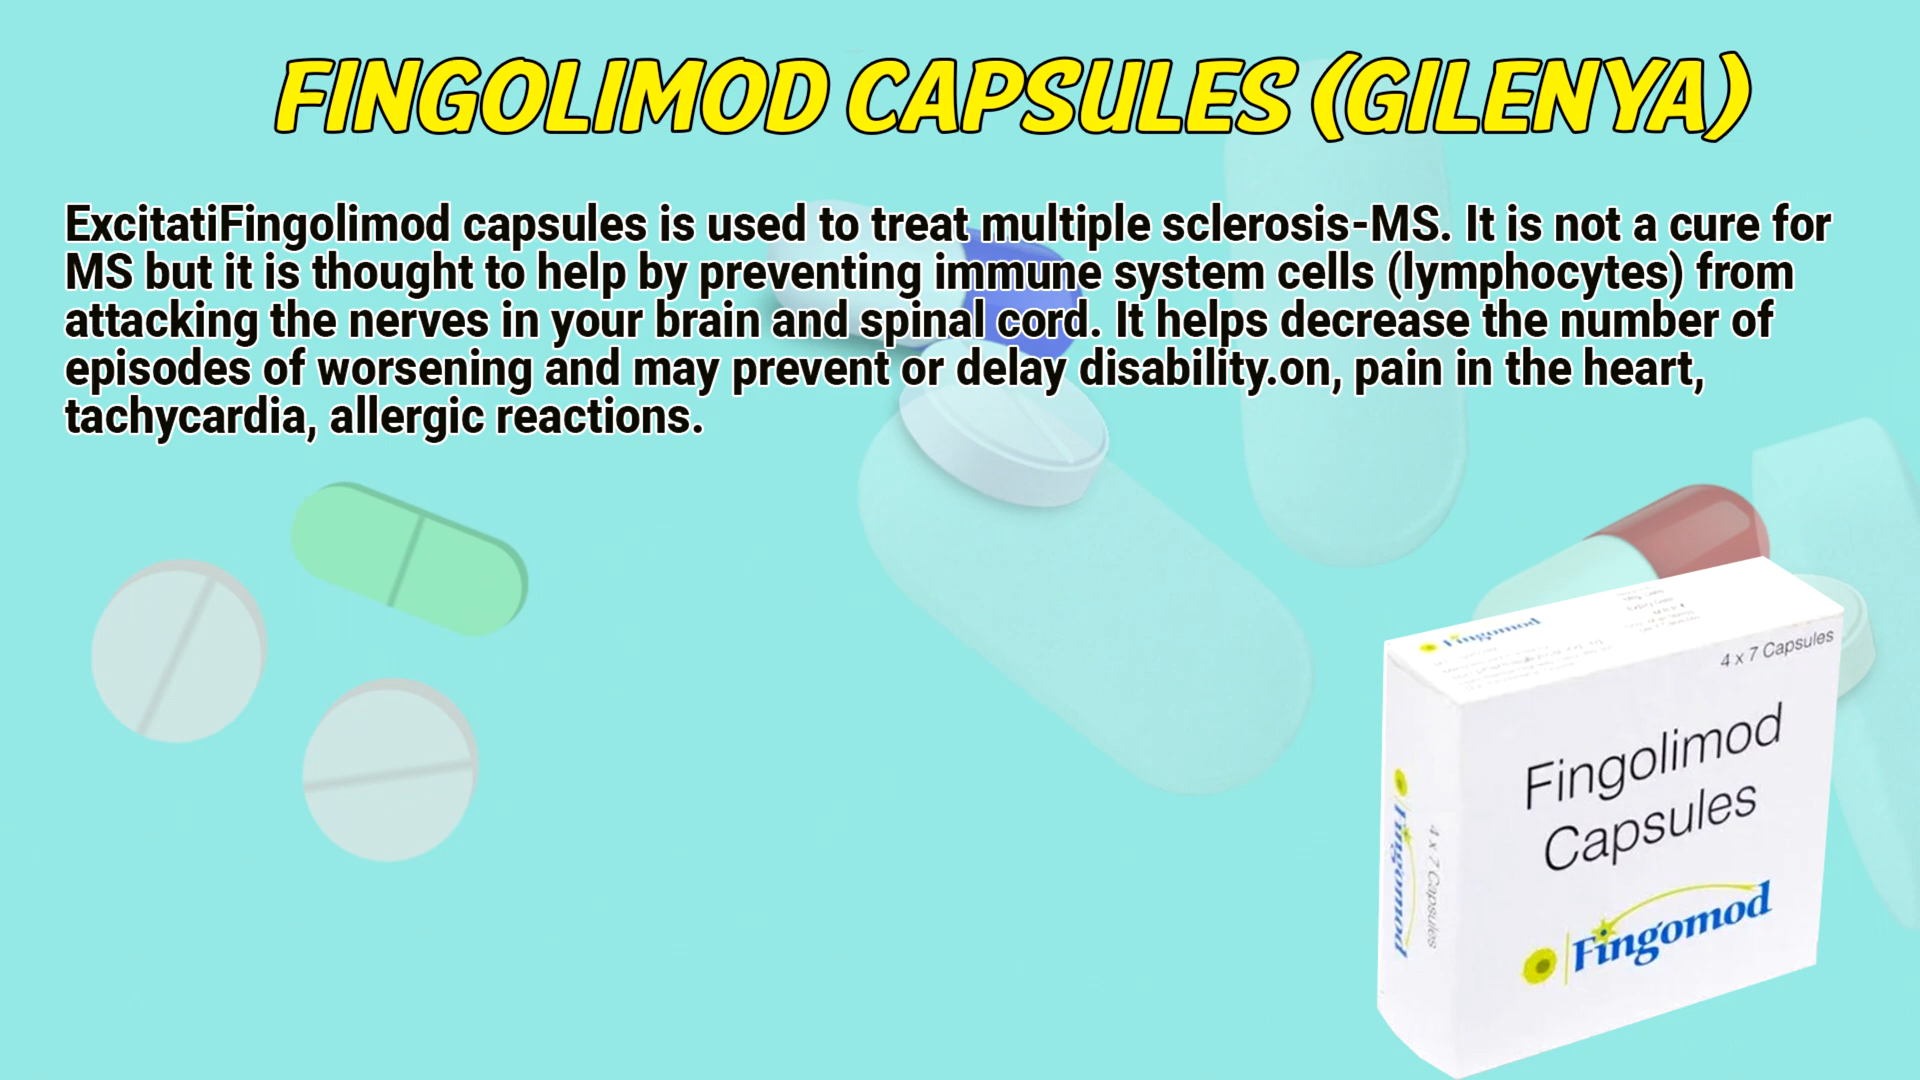 FINGOLIMOD CAPSULES (GILENYA)
ExcitatiFingolimod capsules is used to treat multiple sclerosis-MS. It is not a cure for
MS but it is thought to help by preventing immune system cells (lymphocytes) from
attacking the nerves in your brain and spinal cord. It helps decrease the number of
episodes of worsening and may prevent or delay disability.on, pain in the heart,
tachycardia, allergic reactions.
Fingomod
4 x 7 Capsules
Fingolimod
Capsules
Fingomod
Fingomod
4 x 7 Capsules